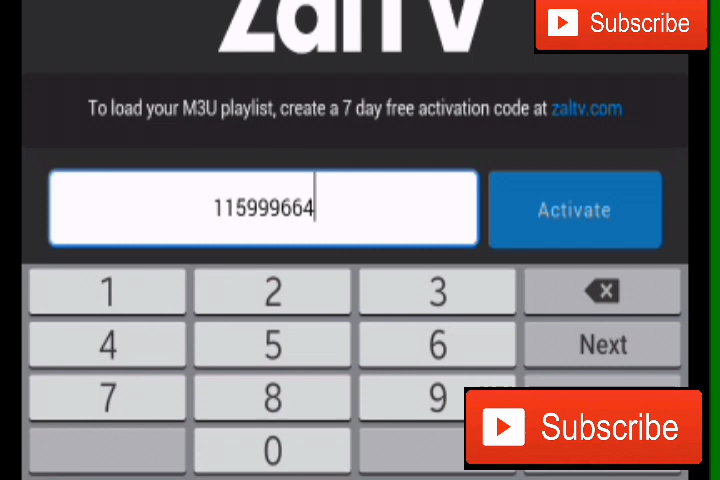 ZalTV
Subscribe
To load your M3U playlist, create a 7 day free activation code at zaltv.com
115999664
Activate
1 2 3
4 5 6 Next
7 8 9
Subscribe
0